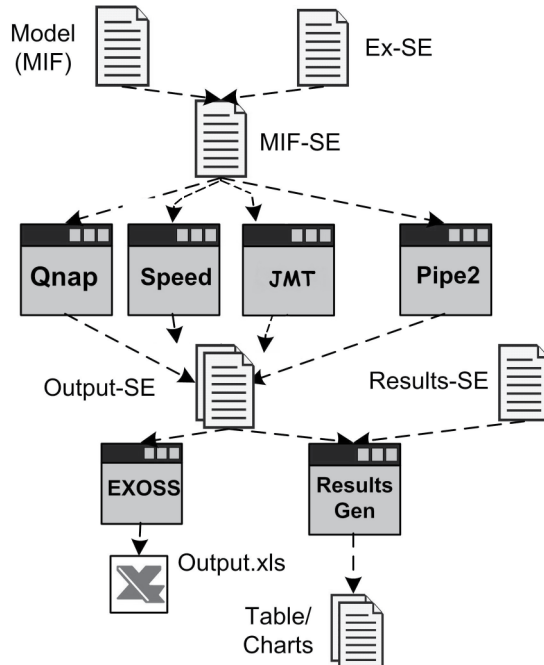 Model
(MIF)
Ex-SE
MIF-SE
Qnap
Speed
JMT
Pipe2
Output-SE
Results-SE
EXOSS
Results
Gen
Output.xls
Table/
Charts